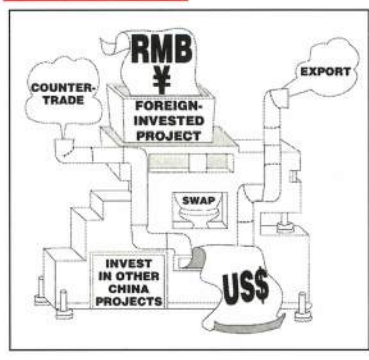 RMB
¥
COUNTER-
TRADE
EXPORT
FOREIGN-
INVESTED
PROJECT
SWAP
INVEST
IN OTHER
CHINA
PROJECTS
US$